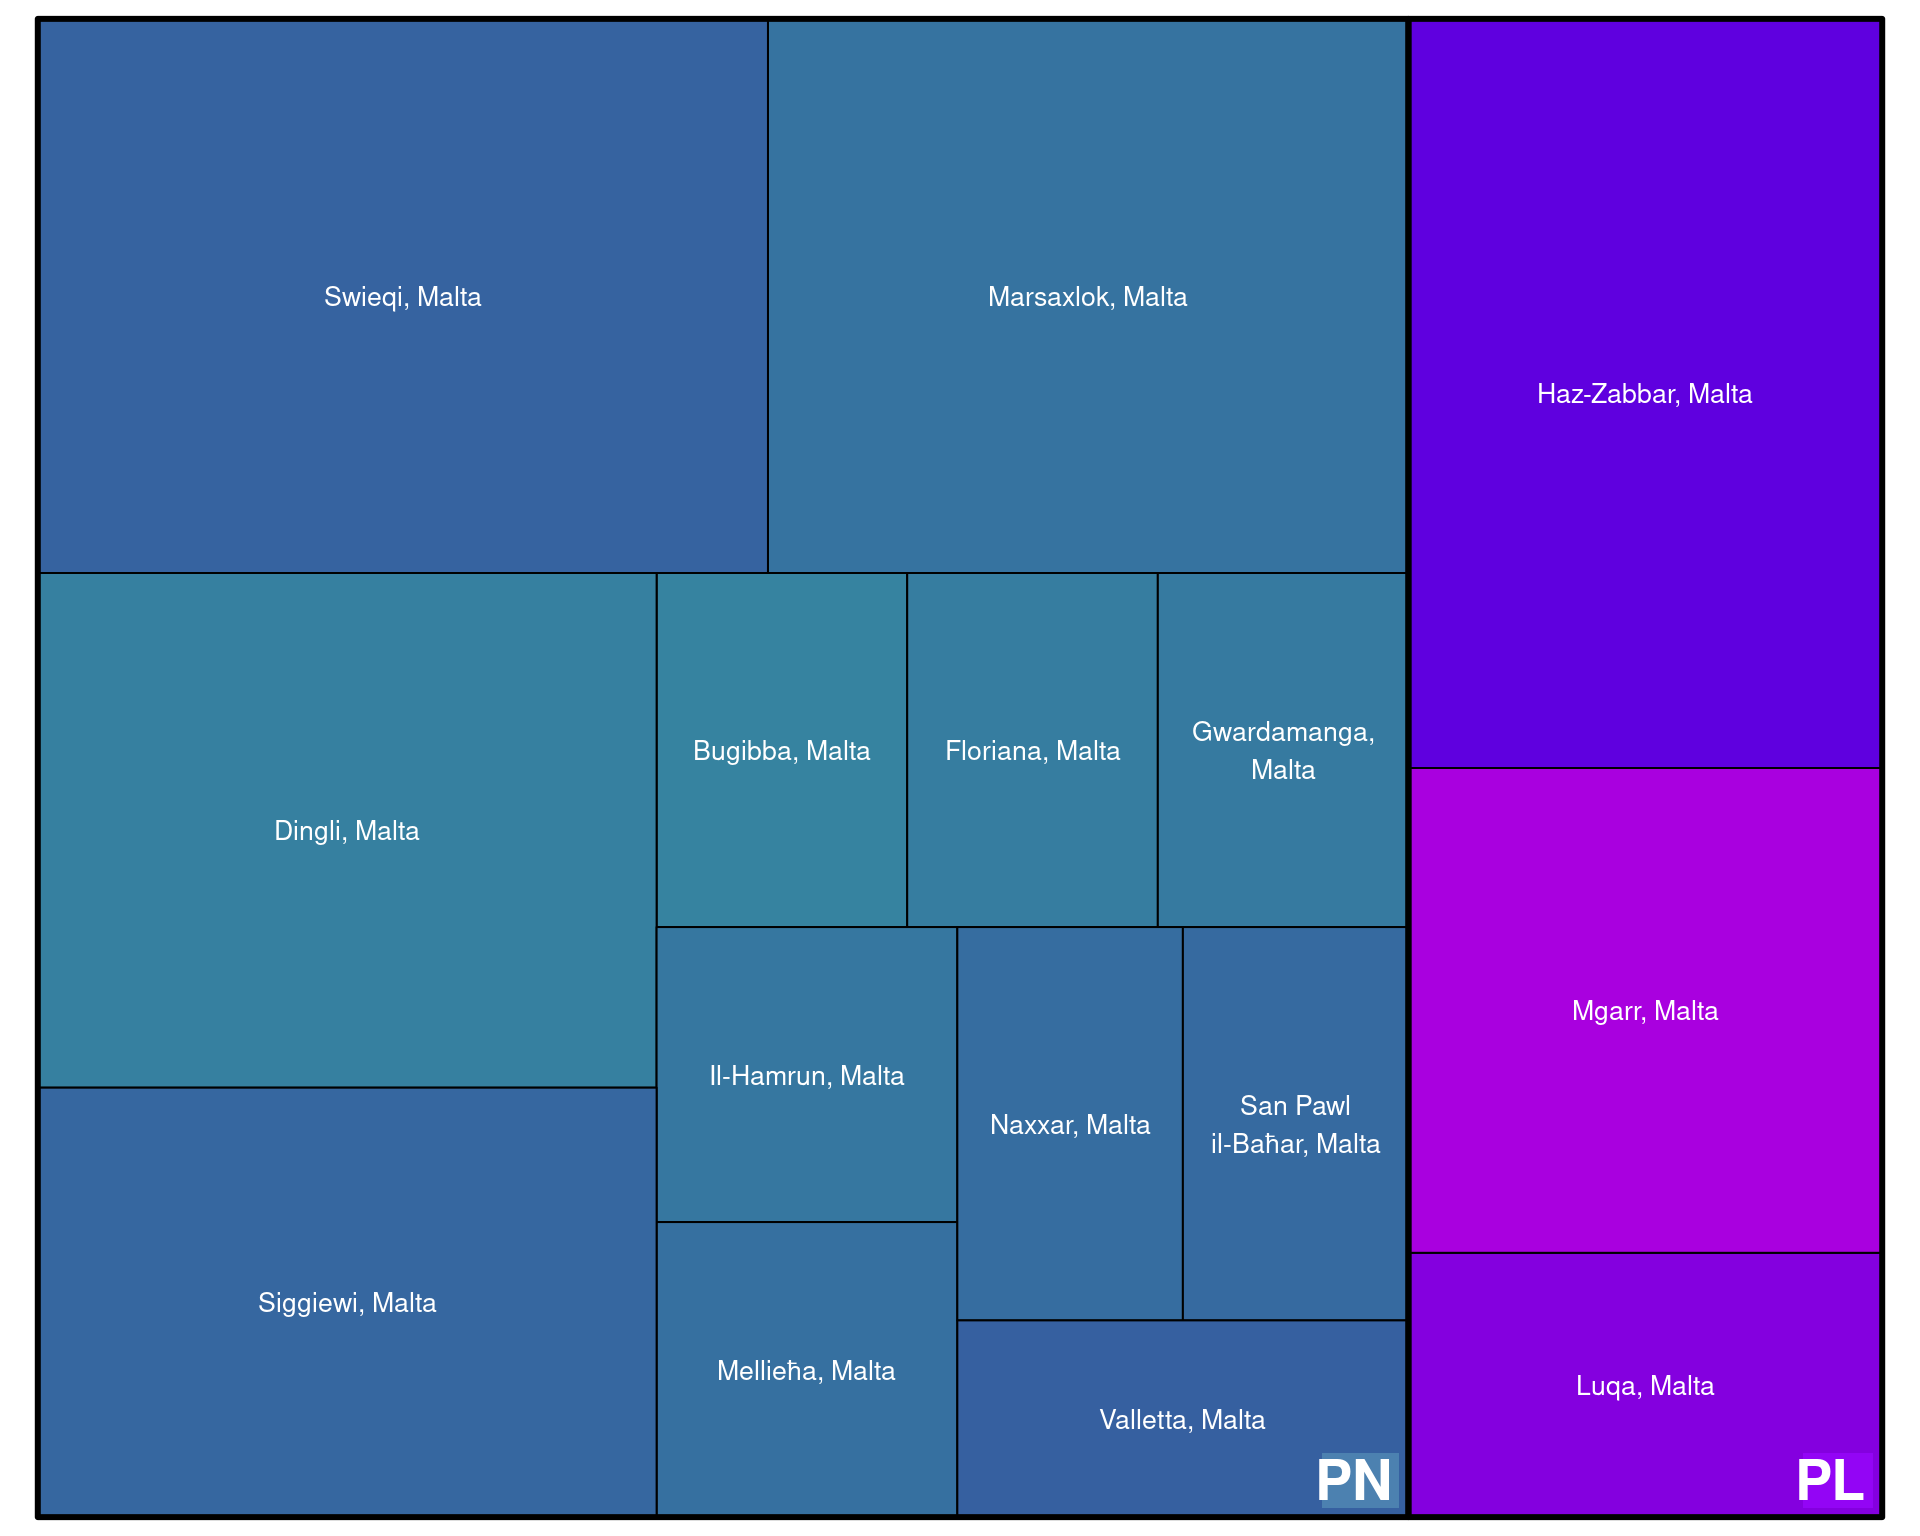 Swieqi, Malta
Marsaxlok, Malta
Haz-Zabbar, Malta
Dingli, Malta
Bugibba, Malta
Floriana, Malta
Gwardamanga,
Malta
Mgarr, Malta
Il-Hamrun, Malta
Naxxar, Malta
San Pawl
il-Baħar, Malta
Siggiewi, Malta
Mellieħa, Malta
Valletta, Malta
Luqa, Malta
PN
PL